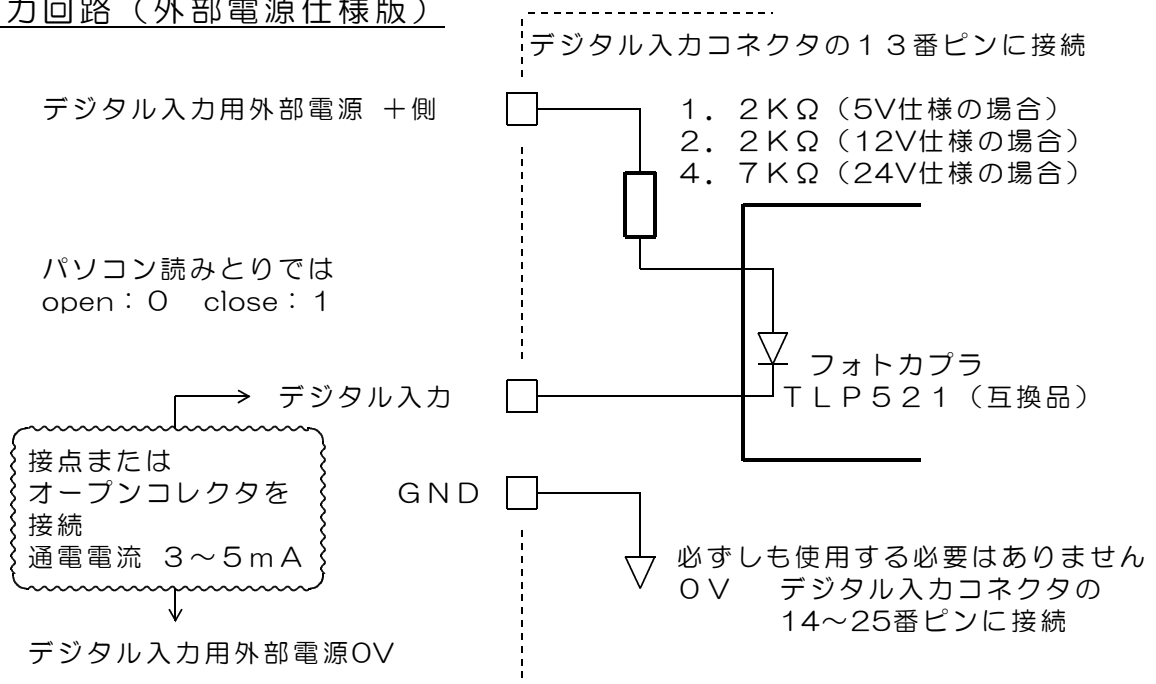 力回路（外部電源仕様版）
デジタル入力コネクタの１３番ピンに接続
デジタル入力用外部電源 ＋側
１．２ＫΩ（5V仕様の場合）
２．２ＫΩ（12V仕様の場合）
４．７ＫΩ（24V仕様の場合）
パソコン読みとりでは
open：０ close：１
フォトカプラ
ＴＬＰ５２１（互換品）
デジタル入力
接点または
オープンコレクタを
接続
通電電流 ３～５ｍＡ
ＧＮＤ
必ずしも使用する必要はありません
０Ｖ デジタル入力コネクタの
14～25番ピンに接続
デジタル入力用外部電源0V